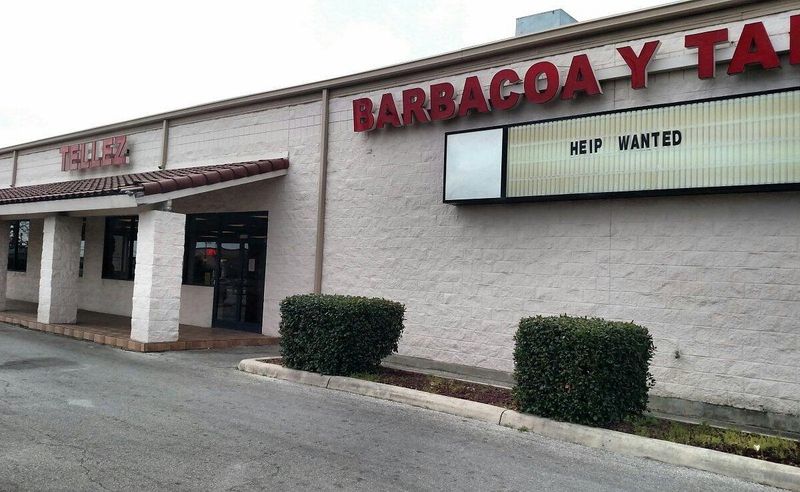 TELLEZ
BARBACOA Y TA
HEIP WANTED